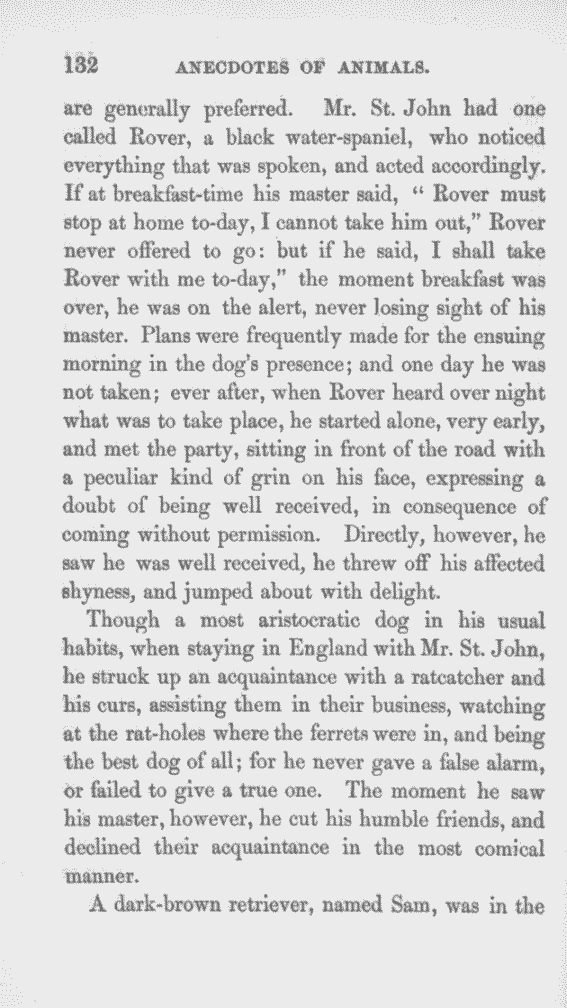 132 ANECDOTES OF ANIMALS.
are generally preferred. Mr. St. John had one
called Rover, a black water-spaniel, who noticed
everything that was spoken, and acted accordingly.
If at breakfast-time his master said, “ Rover must
stop at home to-day, I cannot take him out,” Rover
never offered to go: but if he said, I shall take
Rover with me to-day,” the moment breakfast was
over, he was on the alert, never losing sight of his
master. Plans were frequently made for the ensuing
morning in the dog's presence; and one day he was
not taken; ever after, when Rover heard over night
what was to take place, he started alone, very early,
and met the party, sitting in front of the road with
a peculiar kind of grin on his face, expressing a
doubt of being well received, in consequence of
coming without permission. Directly, however, he
saw he was well received, he threw off his affected
shyness, and jumped about with delight.
Though a most aristocratic dog in his usual
habits, when staying in England with Mr. St. John,
he struck up an acquaintance with a ratcatcher and
his curs, assisting them in their business, watching
at the rat-holes where the ferrets were in, and being
the best dog of all; for he never gave a false alarm,
or failed to give a true one. The moment he saw
his master, however, he cut his humble friends, and
declined their acquaintance in the most comical
manner.
A dark-brown retriever, named Sam, was in the